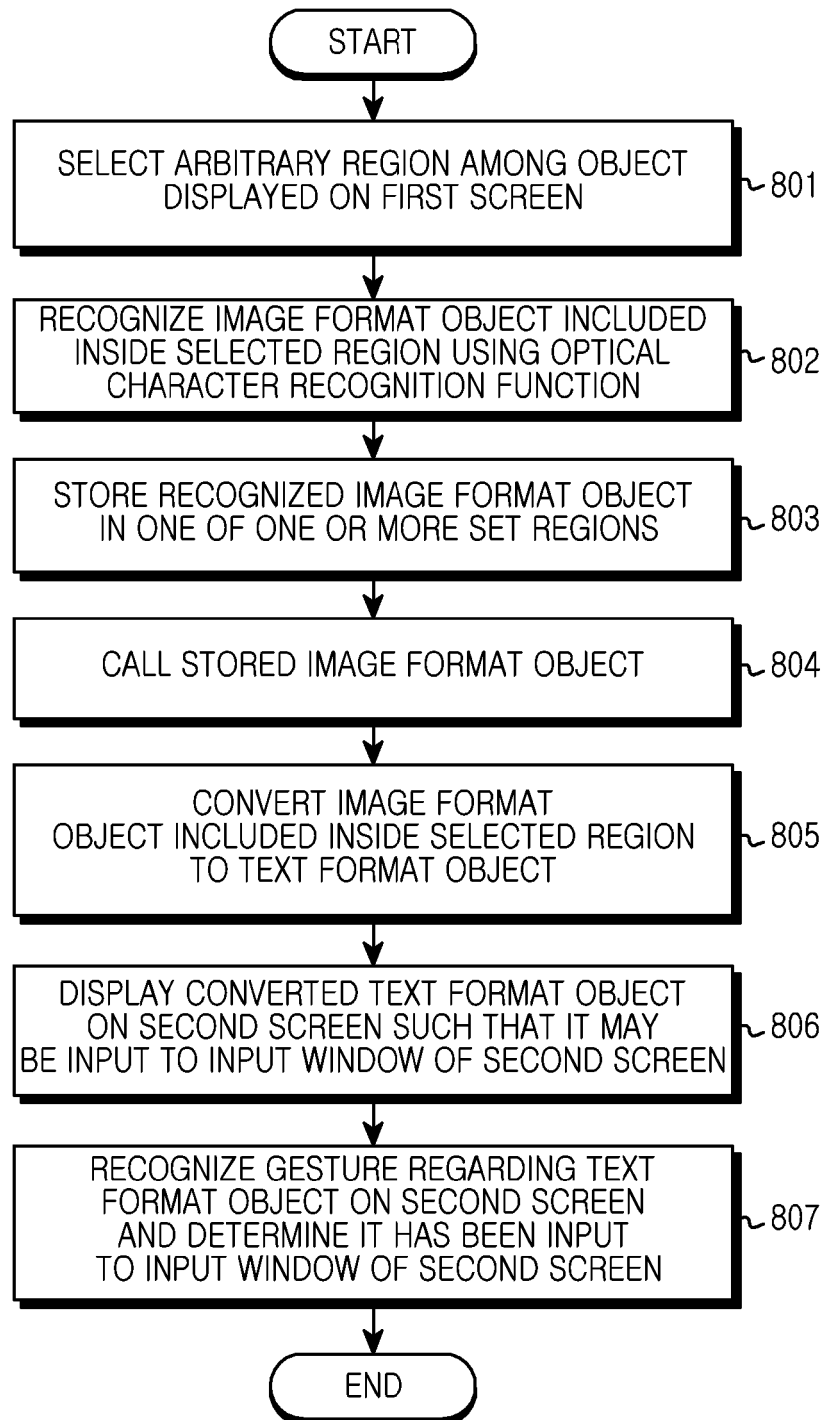 START
SELECT ARBITRARY REGION AMONG OBJECT
DISPLAYED ON FIRST SCREEN
801
RECOGNIZE IMAGE FORMAT OBJECT INCLUDED
INSIDE SELECTED REGION USING OPTICAL
CHARACTER RECOGNITION FUNCTION
802
STORE RECOGNIZED IMAGE FORMAT OBJECT
IN ONE OF ONE OR MORE SET REGIONS
803
CALL STORED IMAGE FORMAT OBJECT
804
CONVERT IMAGE FORMAT
OBJECT INCLUDED INSIDE SELECTED REGION
TO TEXT FORMAT OBJECT
805
DISPLAY CONVERTED TEXT FORMAT OBJECT
ON SECOND SCREEN SUCH THAT IT MAY
BE INPUT TO INPUT WINDOW OF SECOND SCREEN
806
RECOGNIZE GESTURE REGARDING TEXT
FORMAT OBJECT ON SECOND SCREEN
AND DETERMINE IT HAS BEEN INPUT
TO INPUT WINDOW OF SECOND SCREEN
807
END